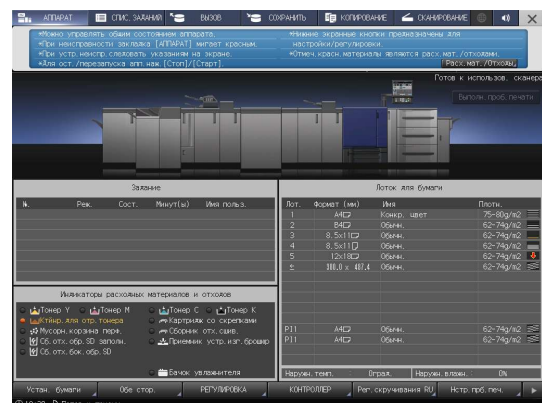 АППАРАТ СПИС. ЗАДАНИЙ ВЫЗОВ СОХРАНИТЬ КОПИРОВАНИЕ СКАНИРОВАНИЕ
*Можно управлять общим состоянием аппарата.
*При неисправности закладка [АППАРАТ] мигает красным.
*При устр.неиспр.следовать указаниям на экране.
*Для ост./перезапуска апп.наж.[Стоп]/[Старт].
*Нижние экранные кнопки предназначены для
настройки/регулировки.
*Отмеч.красн.материалы являются расх.мат./отходами.
Расх.мат./Отходы
Готов к использов. сканера
Выполн.проб.печати
Задание
N. Реж. Сост. Минут(ы) Имя польз.
Лоток для бумаги
Лот. Формат (мм) Имя Плотн.
1 A4 Конкр. цвет 75-80g/m2
2 B4 Обычн. 62-74g/m2
3 8.5x11 Обычн. 62-74g/m2
4 8.5x11 Обычн. 62-74g/m2
5 12x18 Обычн. 62-74g/m2
300.0 x 487.4 Обычн. 62-74g/m2
PI1 A4 Обычн. 62-74g/m2
PI1 A4 Обычн. 62-74g/m2
Индикаторы расходных материалов и отходов
Тонер Y Тонер M Тонер C Тонер K
Ктйнр.для отр.тонера Картридж со скрепками
Мусорн.корзина перф. Сборник отх.сшив.
Сб.отх.обр.SD заполн. Приемник устр.изг.брошюр
Сб.отх.бок.обр.SD
Бачок увлажнителя
Наружн.темп. 0град. Наружн.влажн. 0%
Устан. бумаги Обе стор. РЕГУЛИРОВКА КОНТРОЛЛЕР Рег.скручивания RU Нстр.проб.печ.